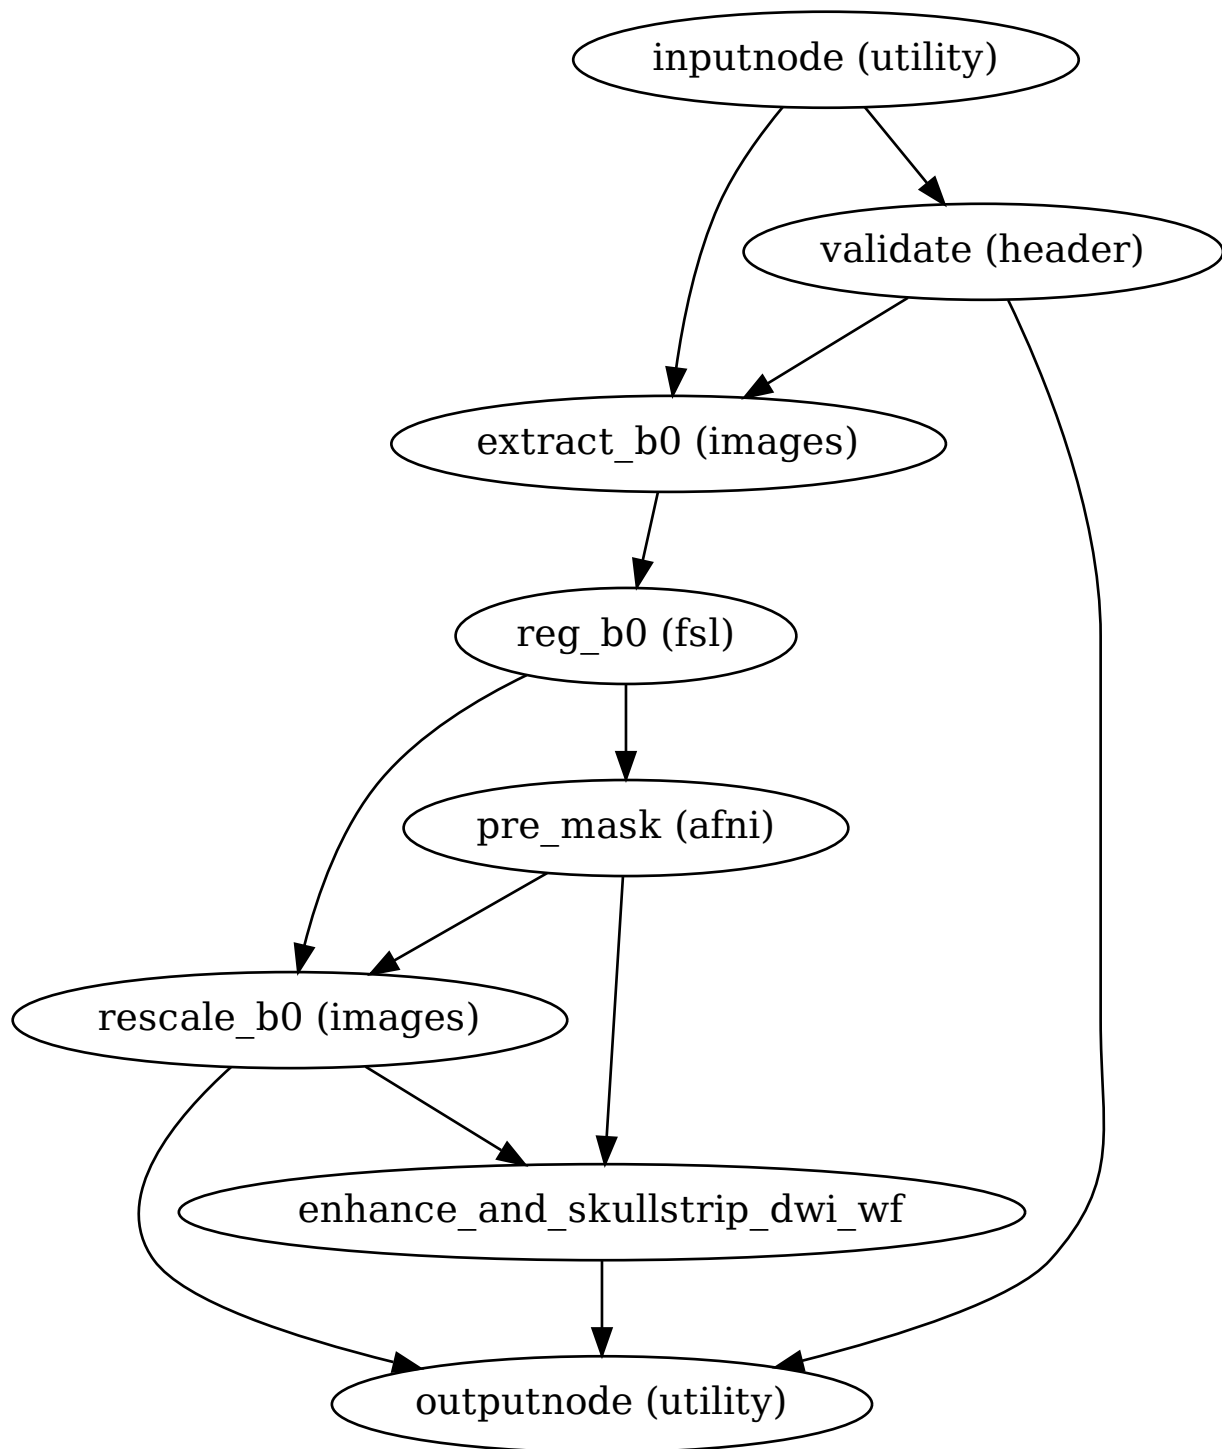 inputnode (utility)
validate (header)
extract_b0 (images)
reg_b0 (fsl)
pre_mask (afni)
rescale_b0 (images)
enhance_and_skullstrip_dwi_wf
outputnode (utility)